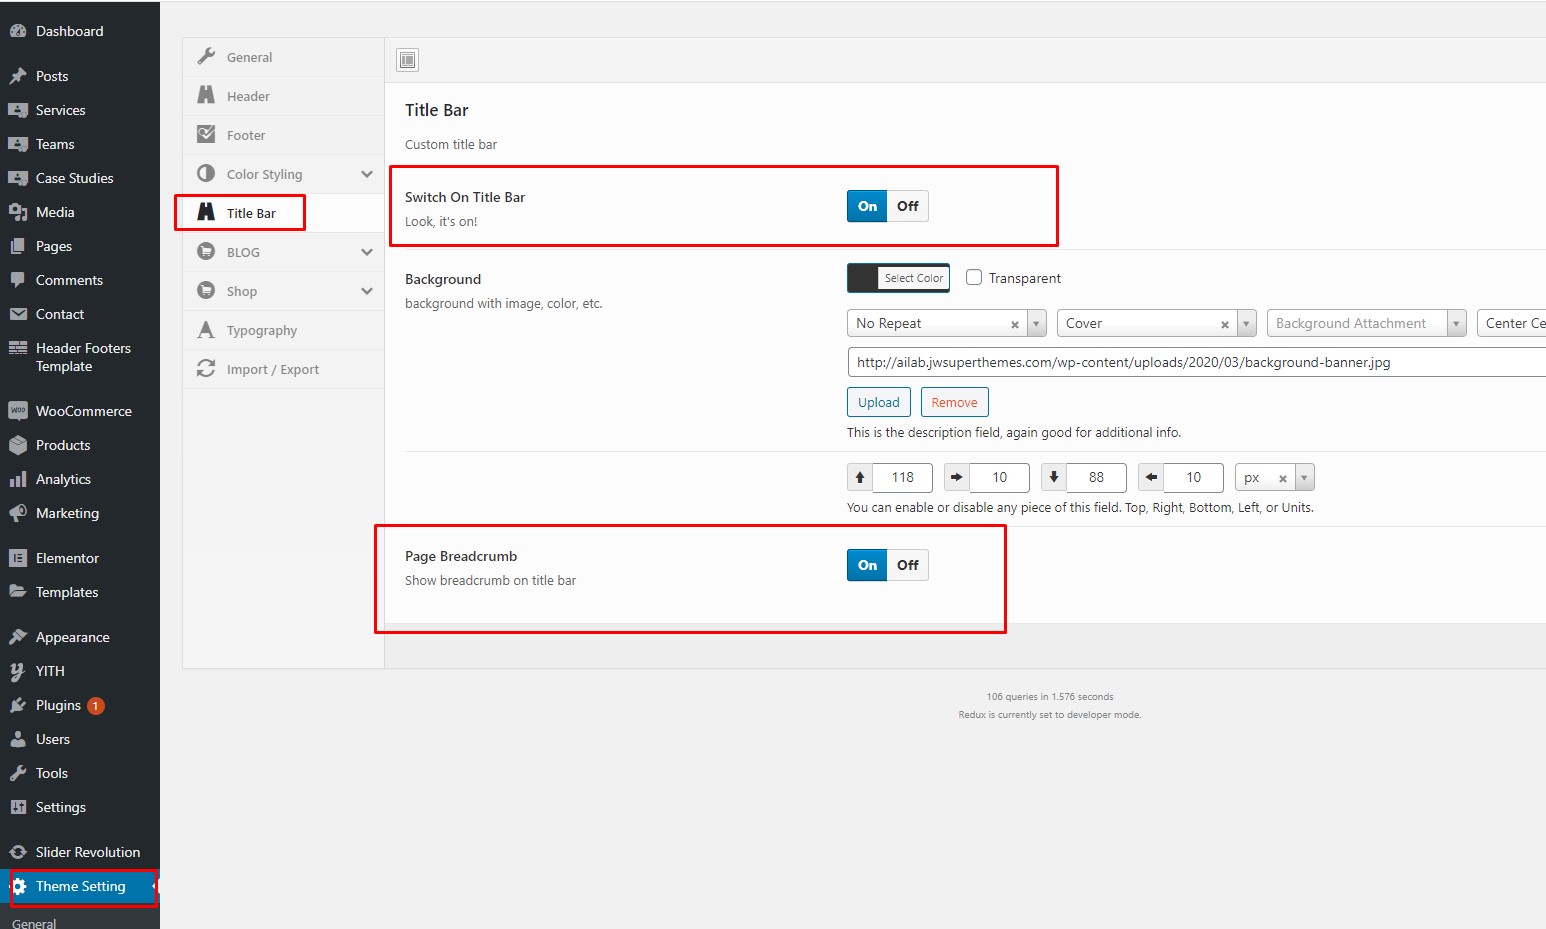 Dashboard
Posts
Services
Teams
Case Studies
Media
Pages
Comments
Contact
Header Footers
Template
WooCommerce
Products
Analytics
Marketing
Elementor
Templates
Appearance
YITH
Plugins 1
Users
Tools
Settings
Slider Revolution
Theme Setting
General
General
Header
Footer
Color Styling
Title Bar
BLOG
Shop
Typography
Import / Export
Title Bar
Custom title bar
Switch On Title Bar
Look, it's on!
On Off
Background
background with image, color, etc.
Select Color Transparent
No Repeat × Cover × Background Attachment Center Ce
http://ailab.jwsuperthemes.com/wp-content/uploads/2020/03/background-banner.jpg
Upload Remove
This is the description field, again good for additional info.
118 10 88 10 px ×
You can enable or disable any piece of this field. Top, Right, Bottom, Left, or Units.
Page Breadcrumb
Show breadcrumb on title bar
On Off
106 queries in 1.576 seconds
Redux is currently set to developer mode.